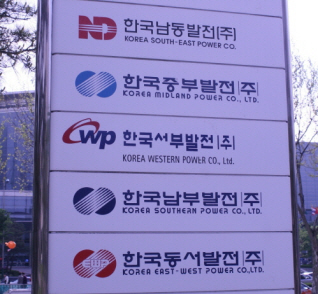 ND 한국남동발전(주)
KOREA SOUTH-EAST POWER CO.
한국중부발전(주)
KOREA MIDLAND POWER CO., LTD.
WP 한국서부발전(주)
KOREA WESTERN POWER CO., Ltd.
한국남부발전(주)
KOREA SOUTHERN POWER CO., LTD.
EWP 한국동서발전(주)
KOREA EAST-WEST POWER CO., LTD.